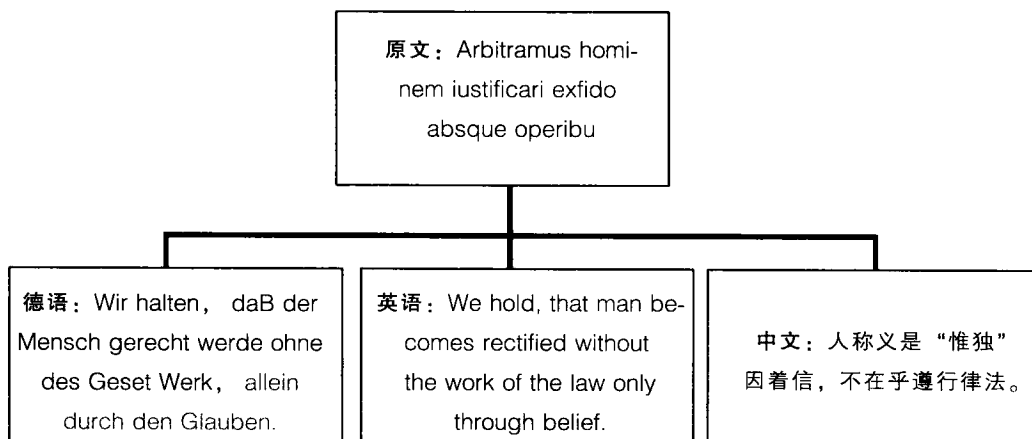 原文：Arbitramus homi-
nem iustificari exfido
absque operibu
德语：Wir halten， daB der
Mensch gerecht werde ohne
des Geset Werk， allein
durch den Glauben.
英语：We hold, that man be-
comes rectified without
the work of the law only
through belief.
中文：人称义是“惟独”
因着信，不在乎遵行律法。